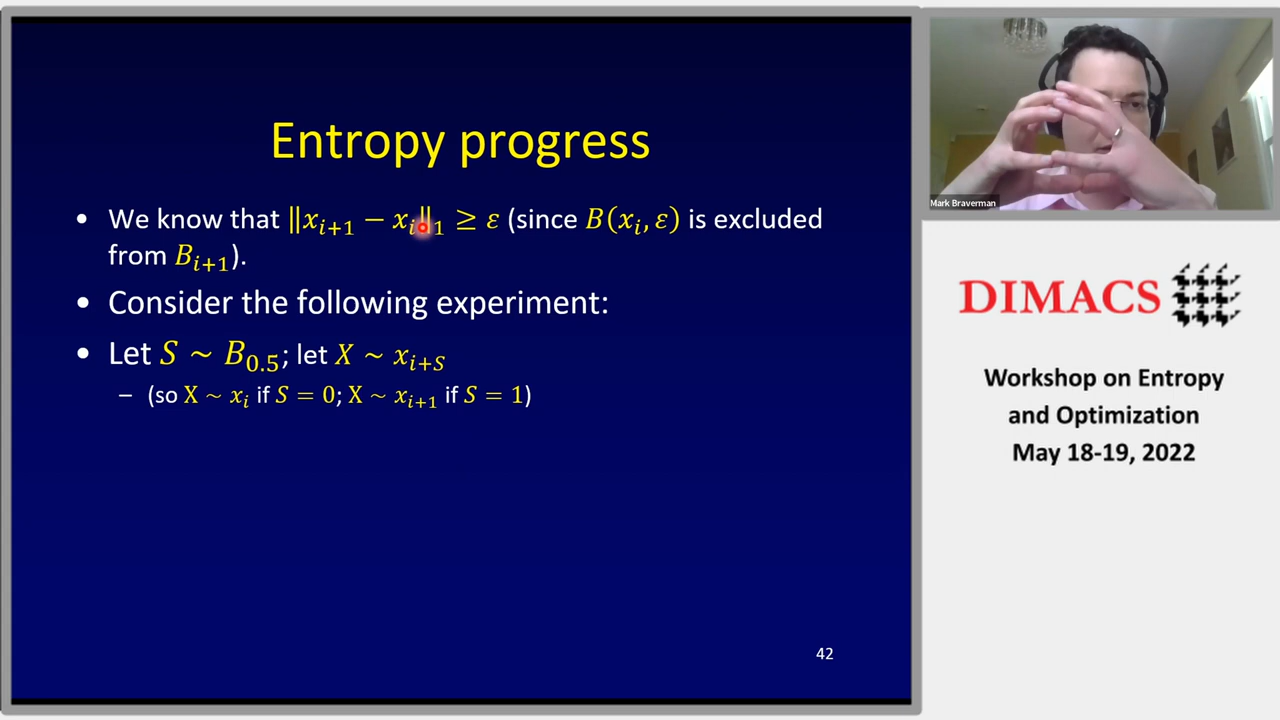 Entropy progress
• We know that ‖x_{i+1} − x_i‖_1 ≥ ε (since B(x_i, ε) is excluded
from B_{i+1}).
• Consider the following experiment:
• Let S ~ B_{0.5}; let X ~ x_{i+S}
– (so X ~ x_i if S = 0; X ~ x_{i+1} if S = 1)
42
Mark Braverman
DIMACS
Workshop on Entropy
and Optimization
May 18-19, 2022